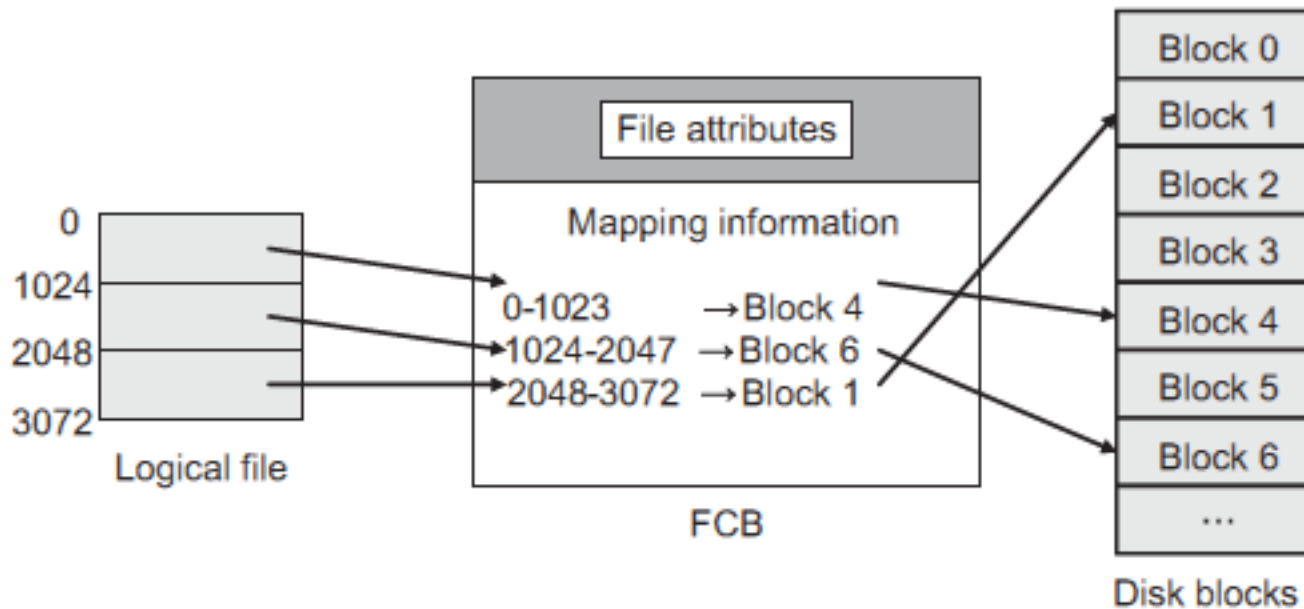 0
1024
2048
3072
Logical file
File attributes
Mapping information
0-1023 →Block 4
1024-2047 →Block 6
2048-3072 →Block 1
FCB
Block 0
Block 1
Block 2
Block 3
Block 4
Block 5
Block 6
...
Disk blocks